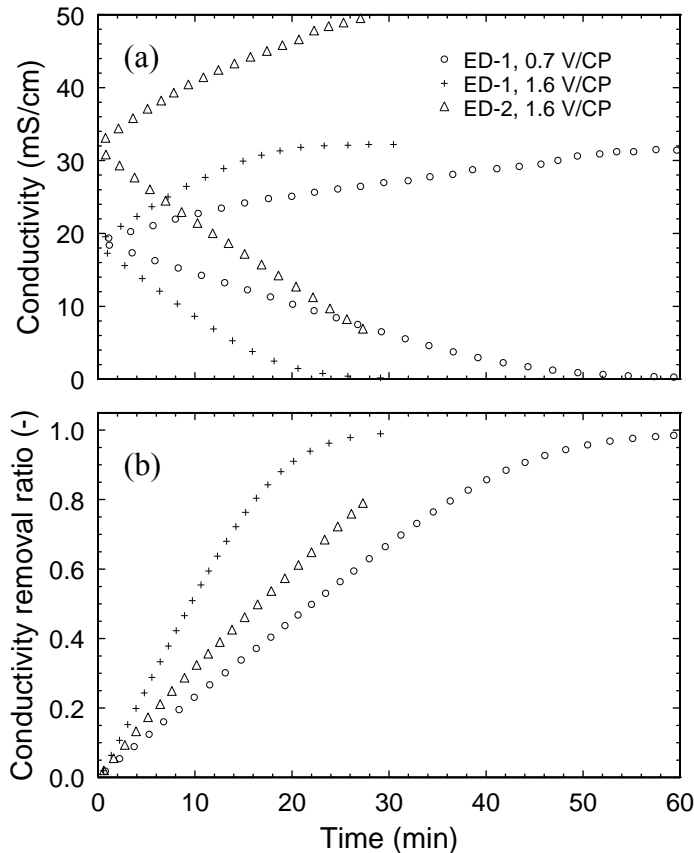 50
40
30
20
10
0
Conductivity (mS/cm)
(a)
ED-1, 0.7 V/CP
ED-1, 1.6 V/CP
ED-2, 1.6 V/CP
1.0
0.8
0.6
0.4
0.2
0.0
Conductivity removal ratio (-)
(b)
0 10 20 30 40 50 60
Time (min)